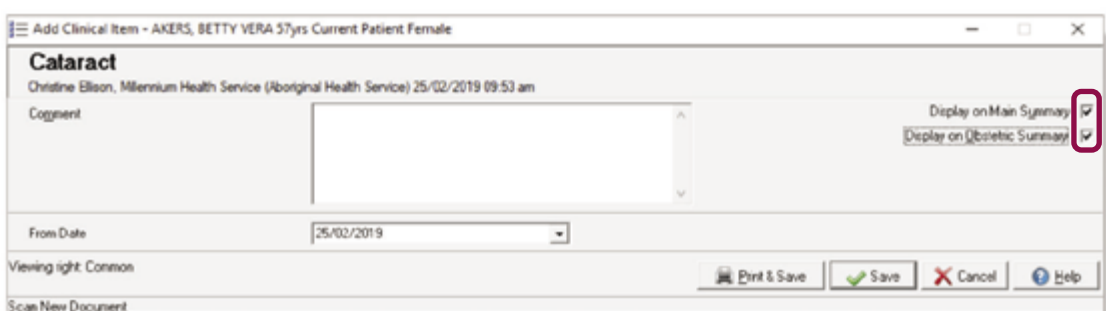 Add Clinical Item - AKERS, BETTY VERA 57yrs Current Patient Female
Cataract
Christine Ellison, Millennium Health Service (Aboriginal Health Service) 25/02/2019 09:53 am
Comment
Display on Main Summary
Display on Obstetric Summary
From Date
25/02/2019
Viewing right: Common
Print & Save
Save
Cancel
Help
Scan New Document